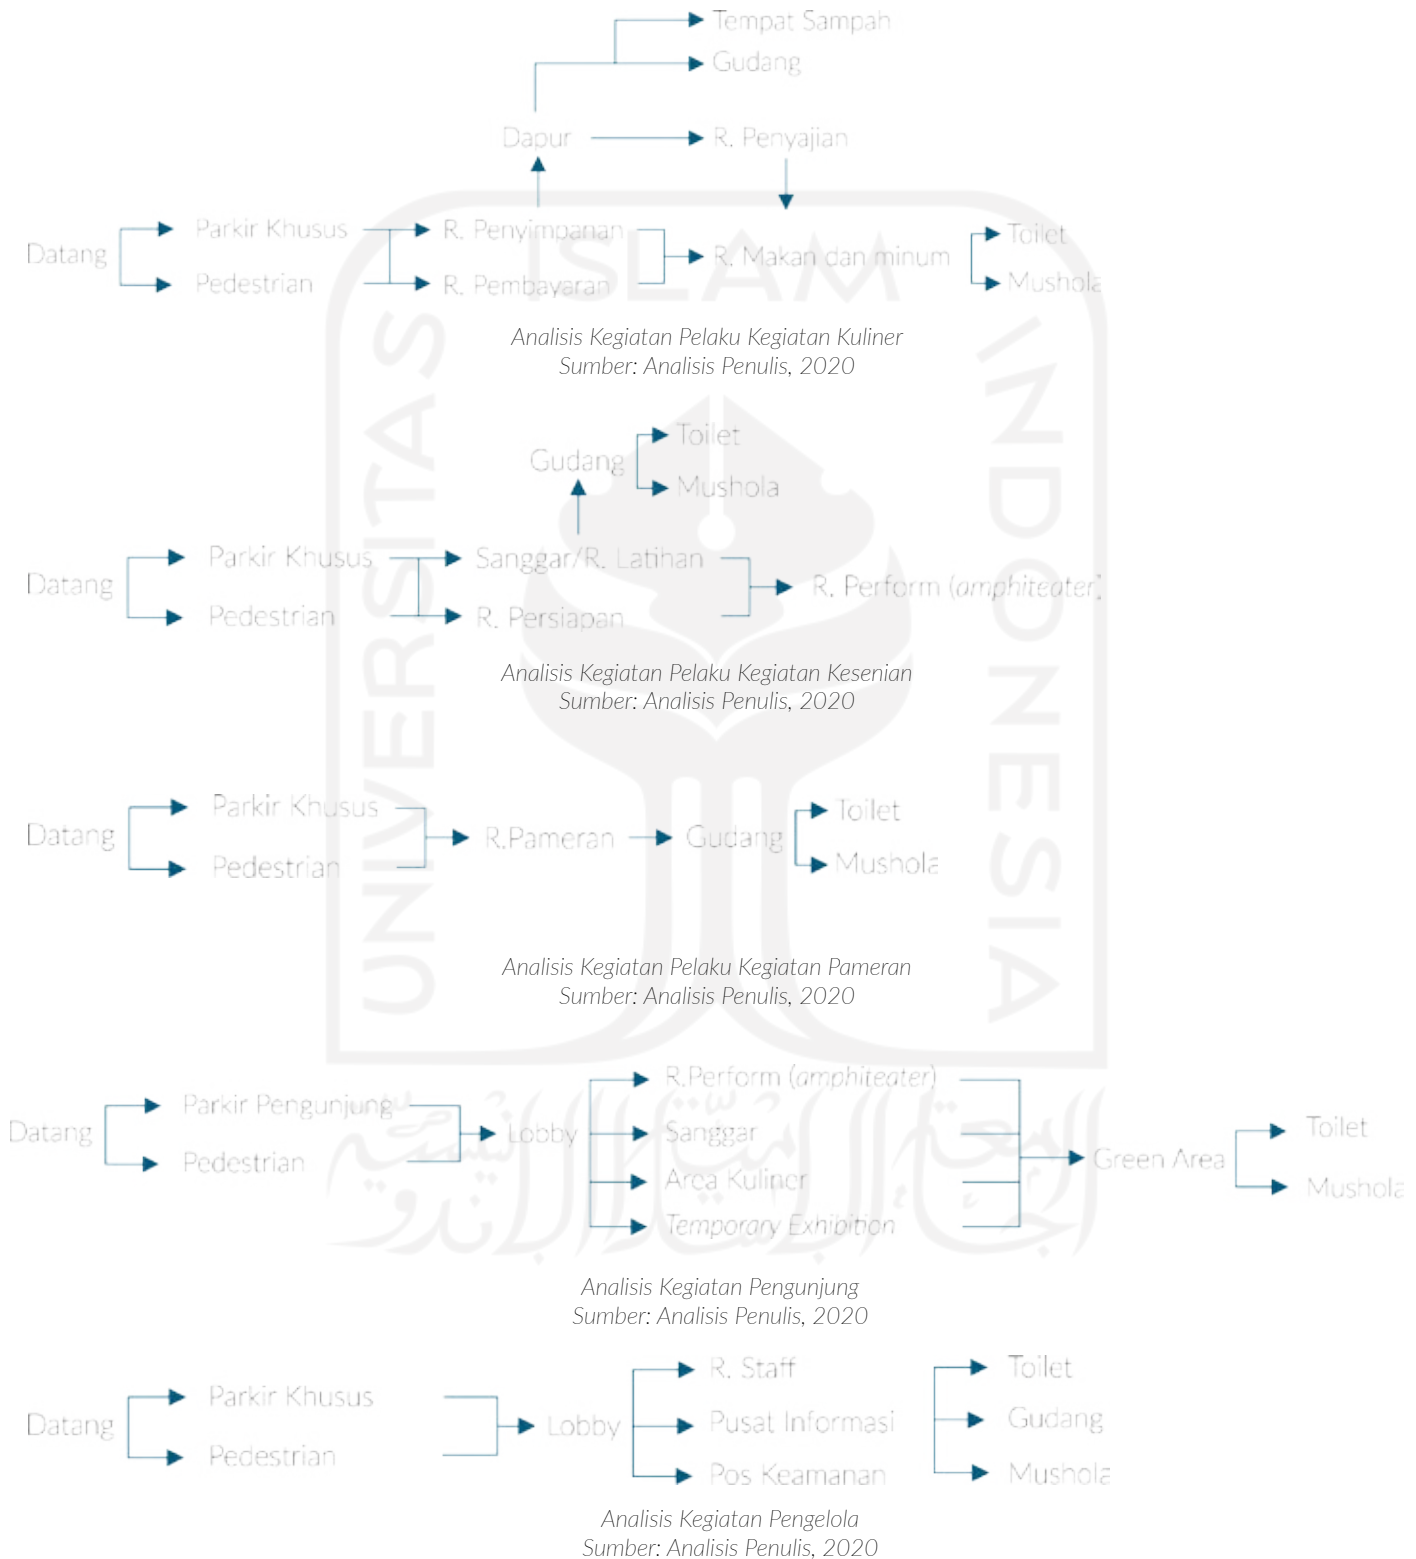 Tempat Sampah
Gudang
Dapur
R. Penyajian
Datang
Parkir Khusus
Pedestrian
R. Penyimpanan
R. Pembayaran
R. Makan dan minum
Toilet
Mushola
Analisis Kegiatan Pelaku Kegiatan Kuliner
Sumber: Analisis Penulis, 2020
Gudang
Toilet
Mushola
Datang
Parkir Khusus
Pedestrian
Sanggar/R. Latihan
R. Persiapan
R. Perform (amphiteater)
Analisis Kegiatan Pelaku Kegiatan Kesenian
Sumber: Analisis Penulis, 2020
Datang
Parkir Khusus
Pedestrian
R.Pameran
Gudang
Toilet
Mushola
Analisis Kegiatan Pelaku Kegiatan Pameran
Sumber: Analisis Penulis, 2020
Datang
Parkir Pengunjung
Pedestrian
Lobby
R.Perform (amphiteater)
Sanggar
Area Kuliner
Temporary Exhibition
Green Area
Toilet
Mushola
Analisis Kegiatan Pengunjung
Sumber: Analisis Penulis, 2020
Datang
Parkir Khusus
Pedestrian
Lobby
R. Staff
Pusat Informasi
Pos Keamanan
Toilet
Gudang
Mushola
Analisis Kegiatan Pengelola
Sumber: Analisis Penulis, 2020
UNIVERSITAS
ISLAM
INDONESIA